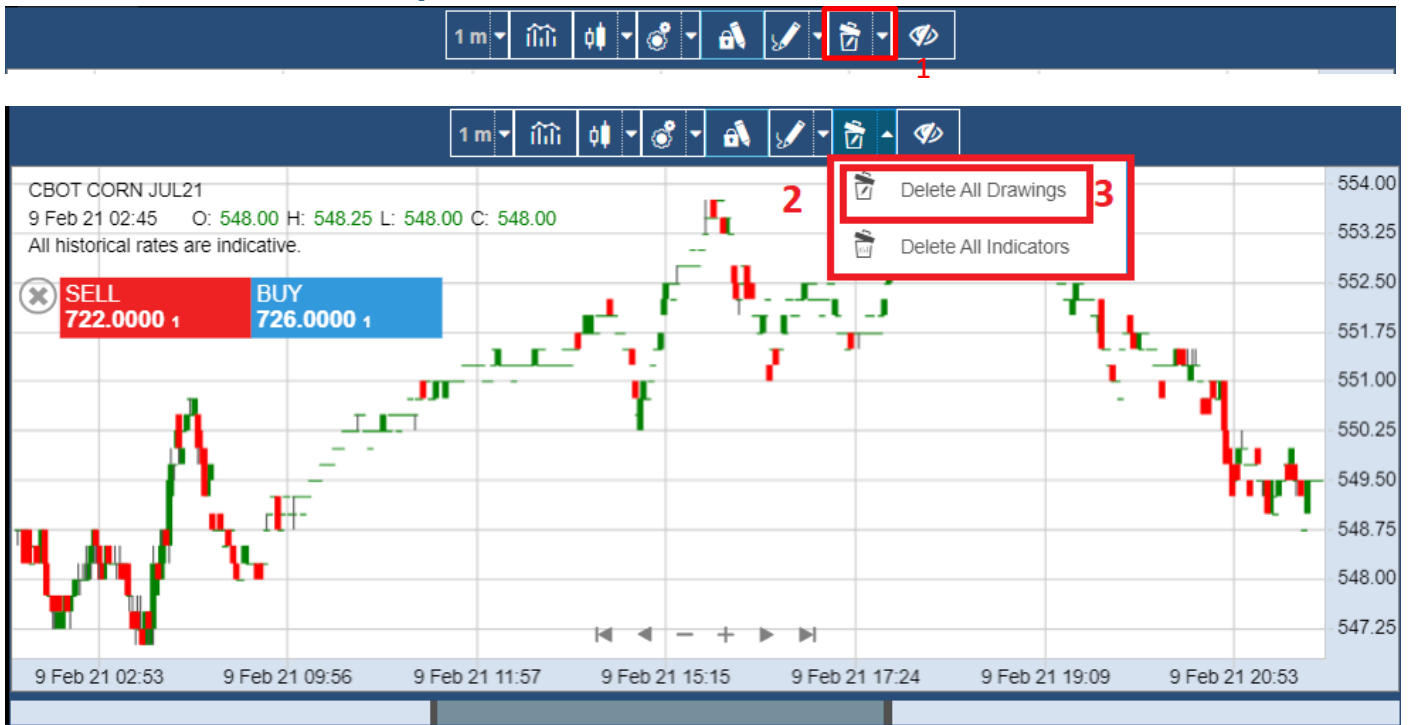 1 m
1
1 m
CBOT CORN JUL21
9 Feb 21 02:45 O: 548.00 H: 548.25 L: 548.00 C: 548.00
All historical rates are indicative.
SELL
722.0000 1
BUY
726.0000 1
2
Delete All Drawings
3
Delete All Indicators
554.00
553.25
552.50
551.75
551.00
550.25
549.50
548.75
548.00
547.25
9 Feb 21 02:53 9 Feb 21 09:56 9 Feb 21 11:57 9 Feb 21 15:15 9 Feb 21 17:24 9 Feb 21 19:09 9 Feb 21 20:53